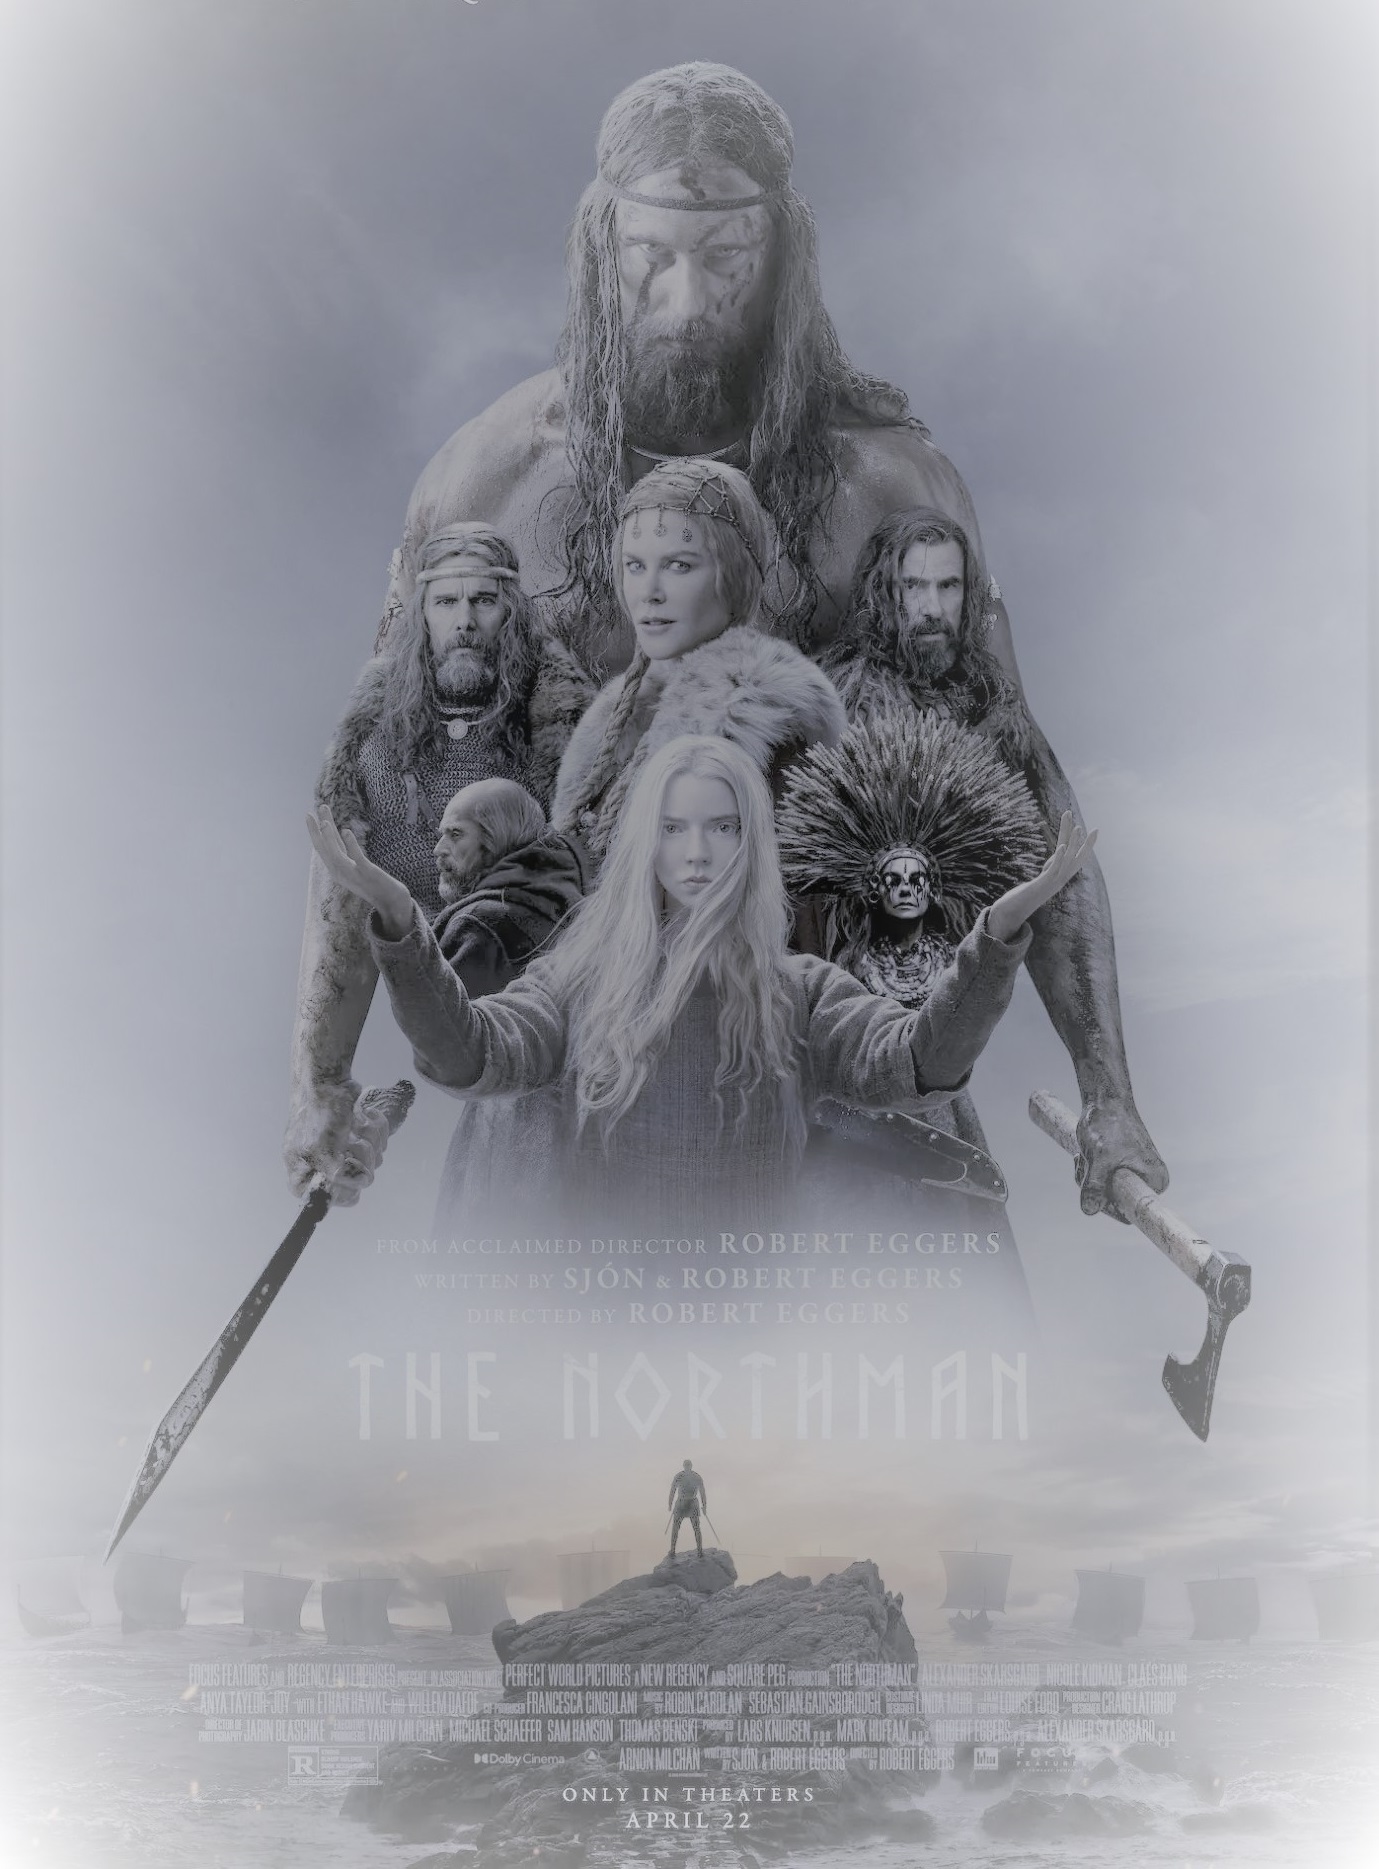 FROM ACCLAIMED DIRECTOR ROBERT EGGERS
WRITTEN BY SJÓN & ROBERT EGGERS
DIRECTED BY ROBERT EGGERS
THE NORTHMAN
FOCUS FEATURES AND REGENCY ENTERPRISES PERFECT WORLD PICTURES A NEW REGENCY AND SQUARE PEG PRODUCTION "THE NORTHMAN" ALEXANDER SKARSGÅRD NICOLE KIDMAN CLAES BANG
ANYA TAYLOR-JOY WITH ETHAN HAWKE AND WILLEM DAFOE FRANCESCA CINGOLANI ROBIN CAROLAN SEBASTIAN GAINSBOROUGH LOUISE FORD CRAIG LATHROP
JARIN BLASCHKE YARIV MILCHAN MICHAEL SCHAEFER SAM HANSON THOMAS BENSKI LARS KNUDSEN, p.g.a. MARK HUFFAM, p.g.a. ROBERT EGGERS, p.g.a. ALEXANDER SKARSGÅRD, p.g.a.
R Dolby Cinema ARNON MILCHAN SJÓN & ROBERT EGGERS ROBERT EGGERS FOCUS
ONLY IN THEATERS
APRIL 22